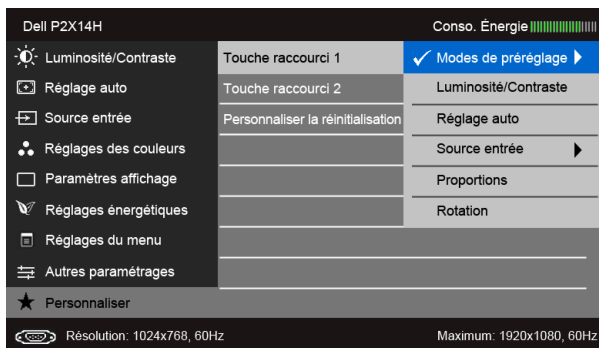 Dell P2X14H
Conso. Énergie
Luminosité/Contraste
Touche raccourci 1
Modes de préréglage
Réglage auto
Touche raccourci 2
Luminosité/Contraste
Source entrée
Personnaliser la réinitialisation
Réglage auto
Réglages des couleurs
Source entrée
Paramètres affichage
Proportions
Réglages énergétiques
Rotation
Réglages du menu
Autres paramétrages
Personnaliser
Résolution: 1024x768, 60Hz
Maximum: 1920x1080, 60Hz